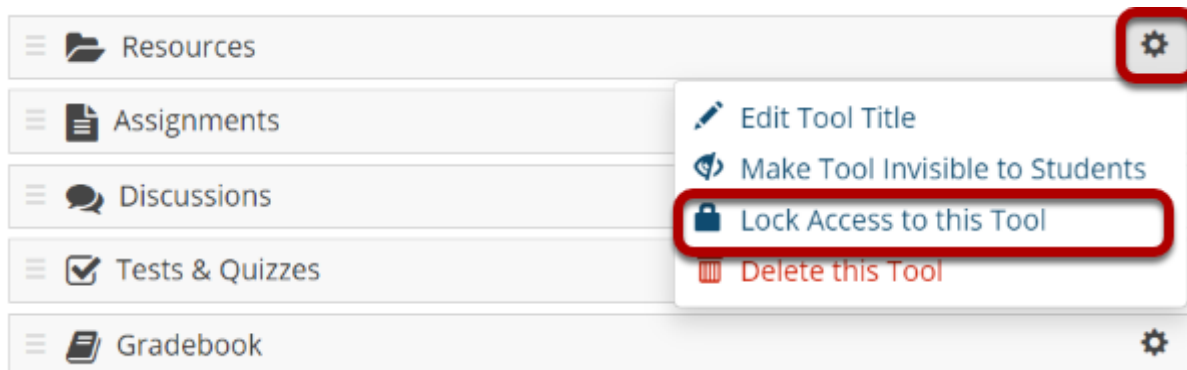 Resources
Assignments
Edit Tool Title
Make Tool Invisible to Students
Discussions
Lock Access to this Tool
Tests & Quizzes
Delete this Tool
Gradebook